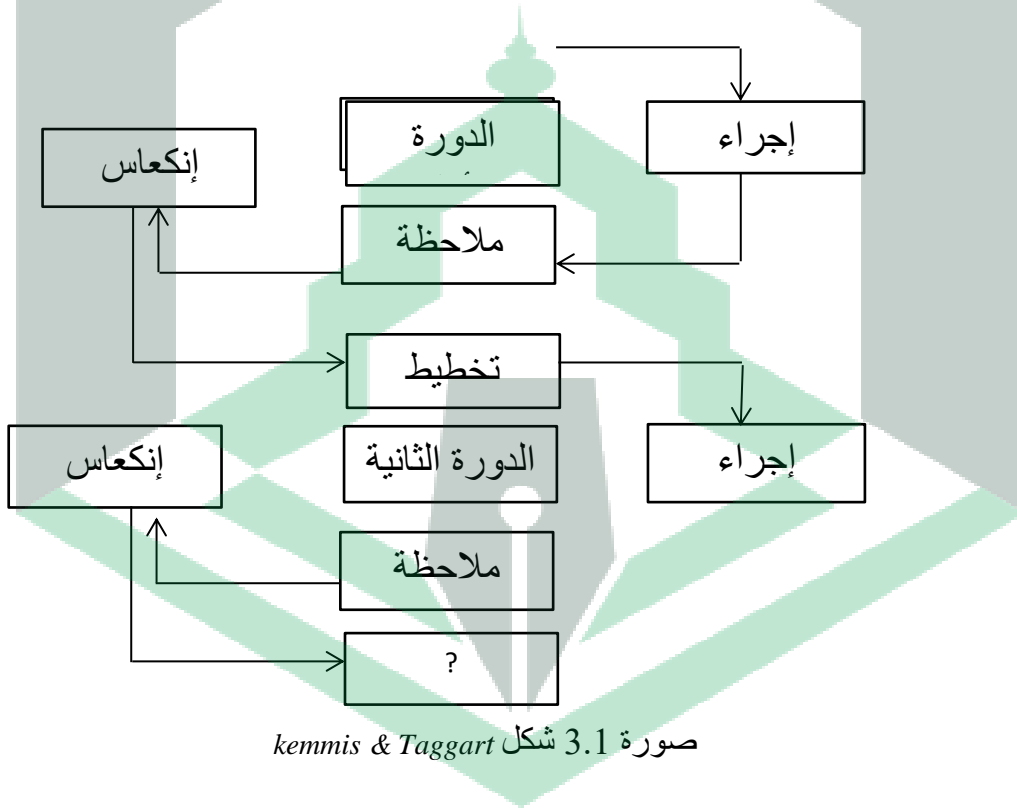 الدورة
إجراء
إنكعاس
ملاحظة
تخطيط
إنكعاس
الدورة الثانية
إجراء
ملاحظة
?
صورة 3.1 شكل kemmis & Taggart